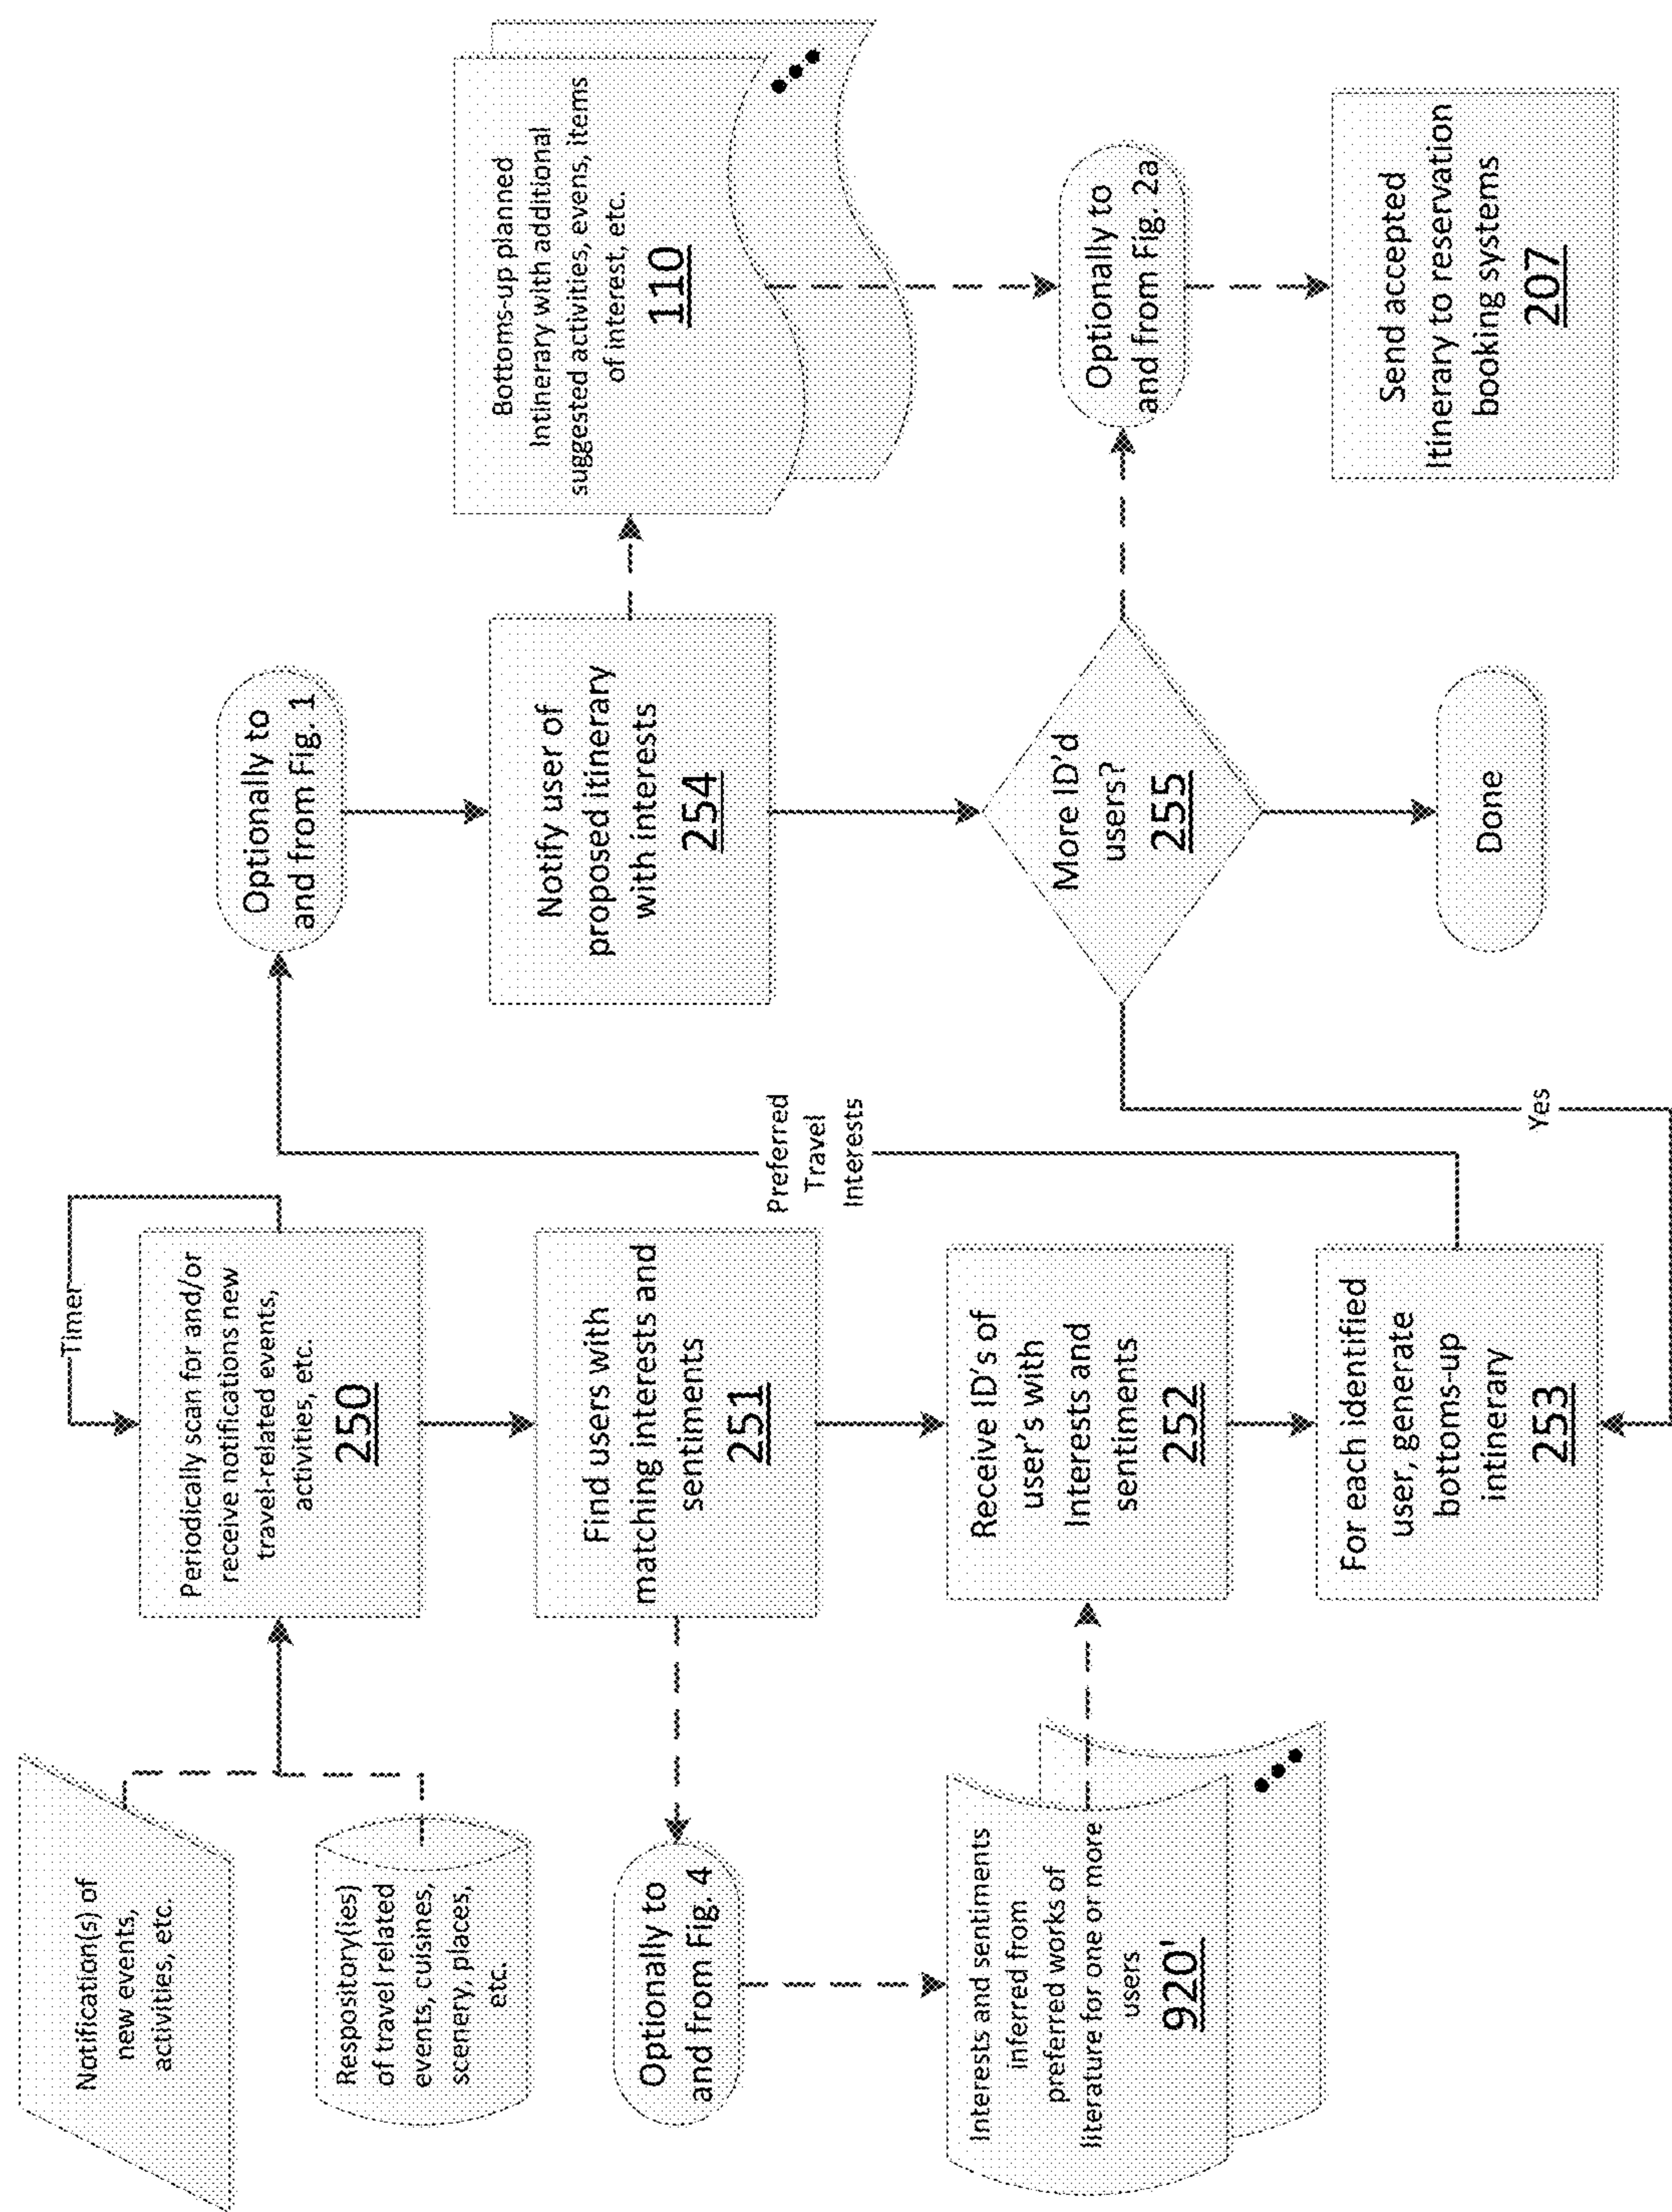 Notification(s) of
new events,
activities, etc.
Respository(ies)
of travel related
events, cuisines,
scenery, places,
etc.
Timer
Periodically scan for and/or
receive notifications new
travel-related events,
activities, etc.
250
Find users with
matching interests and
sentiments
251
Optionally to
and from Fig. 4
Interests and sentiments
inferred from
preferred works of
literature for one or more
users
920'
Receive ID's of
user's with
Interests and
sentiments
252
For each identified
user, generate
bottoms-up
intinerary
253
Preferred
Travel
Interests
Yes
Optionally to
and from Fig. 1
Notify user of
proposed itinerary
with interests
254
More ID'd
users?
255
Done
Bottoms-up planned
Intinerary with additional
suggested activities, evens, items
of interest, etc.
110
Optionally to
and from Fig. 2a
Send accepted
Itinerary to reservation
booking systems
207